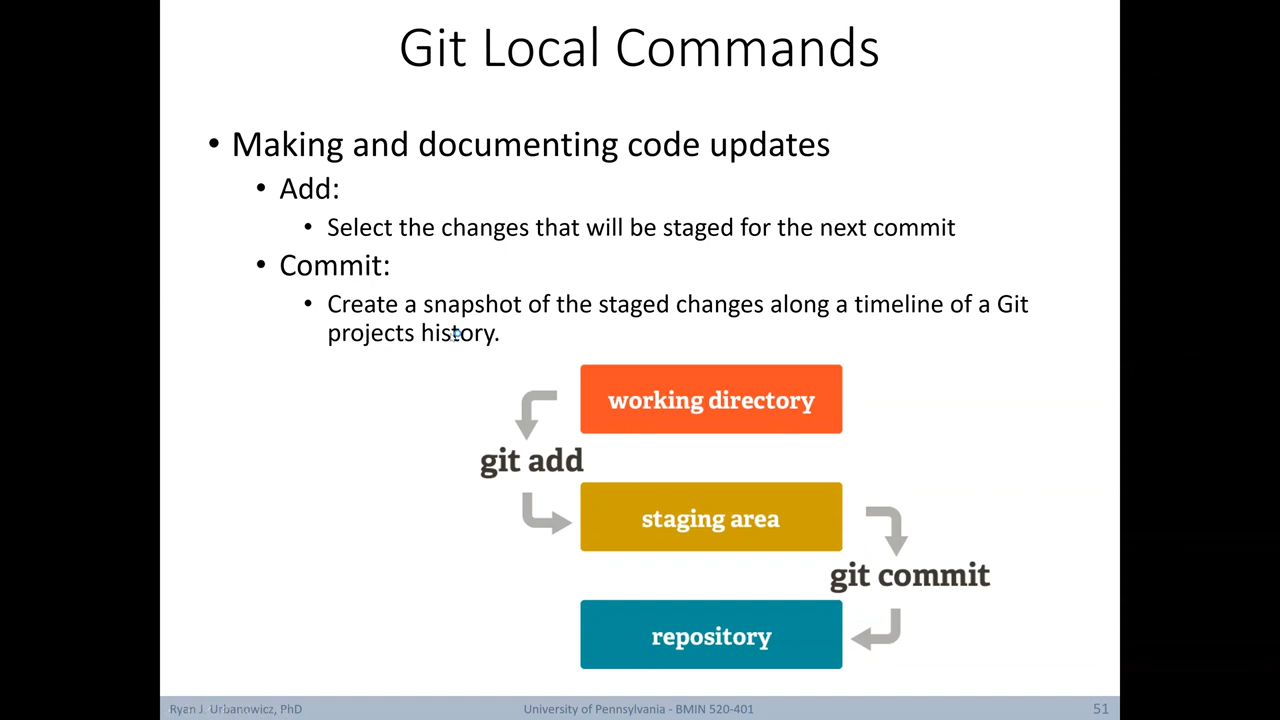 Git Local Commands
• Making and documenting code updates
• Add:
• Select the changes that will be staged for the next commit
• Commit:
• Create a snapshot of the staged changes along a timeline of a Git
projects history.
working directory
git add
staging area
git commit
repository
Ryan J. Urbanowicz, PhD
University of Pennsylvania - BMIN 520-401
51